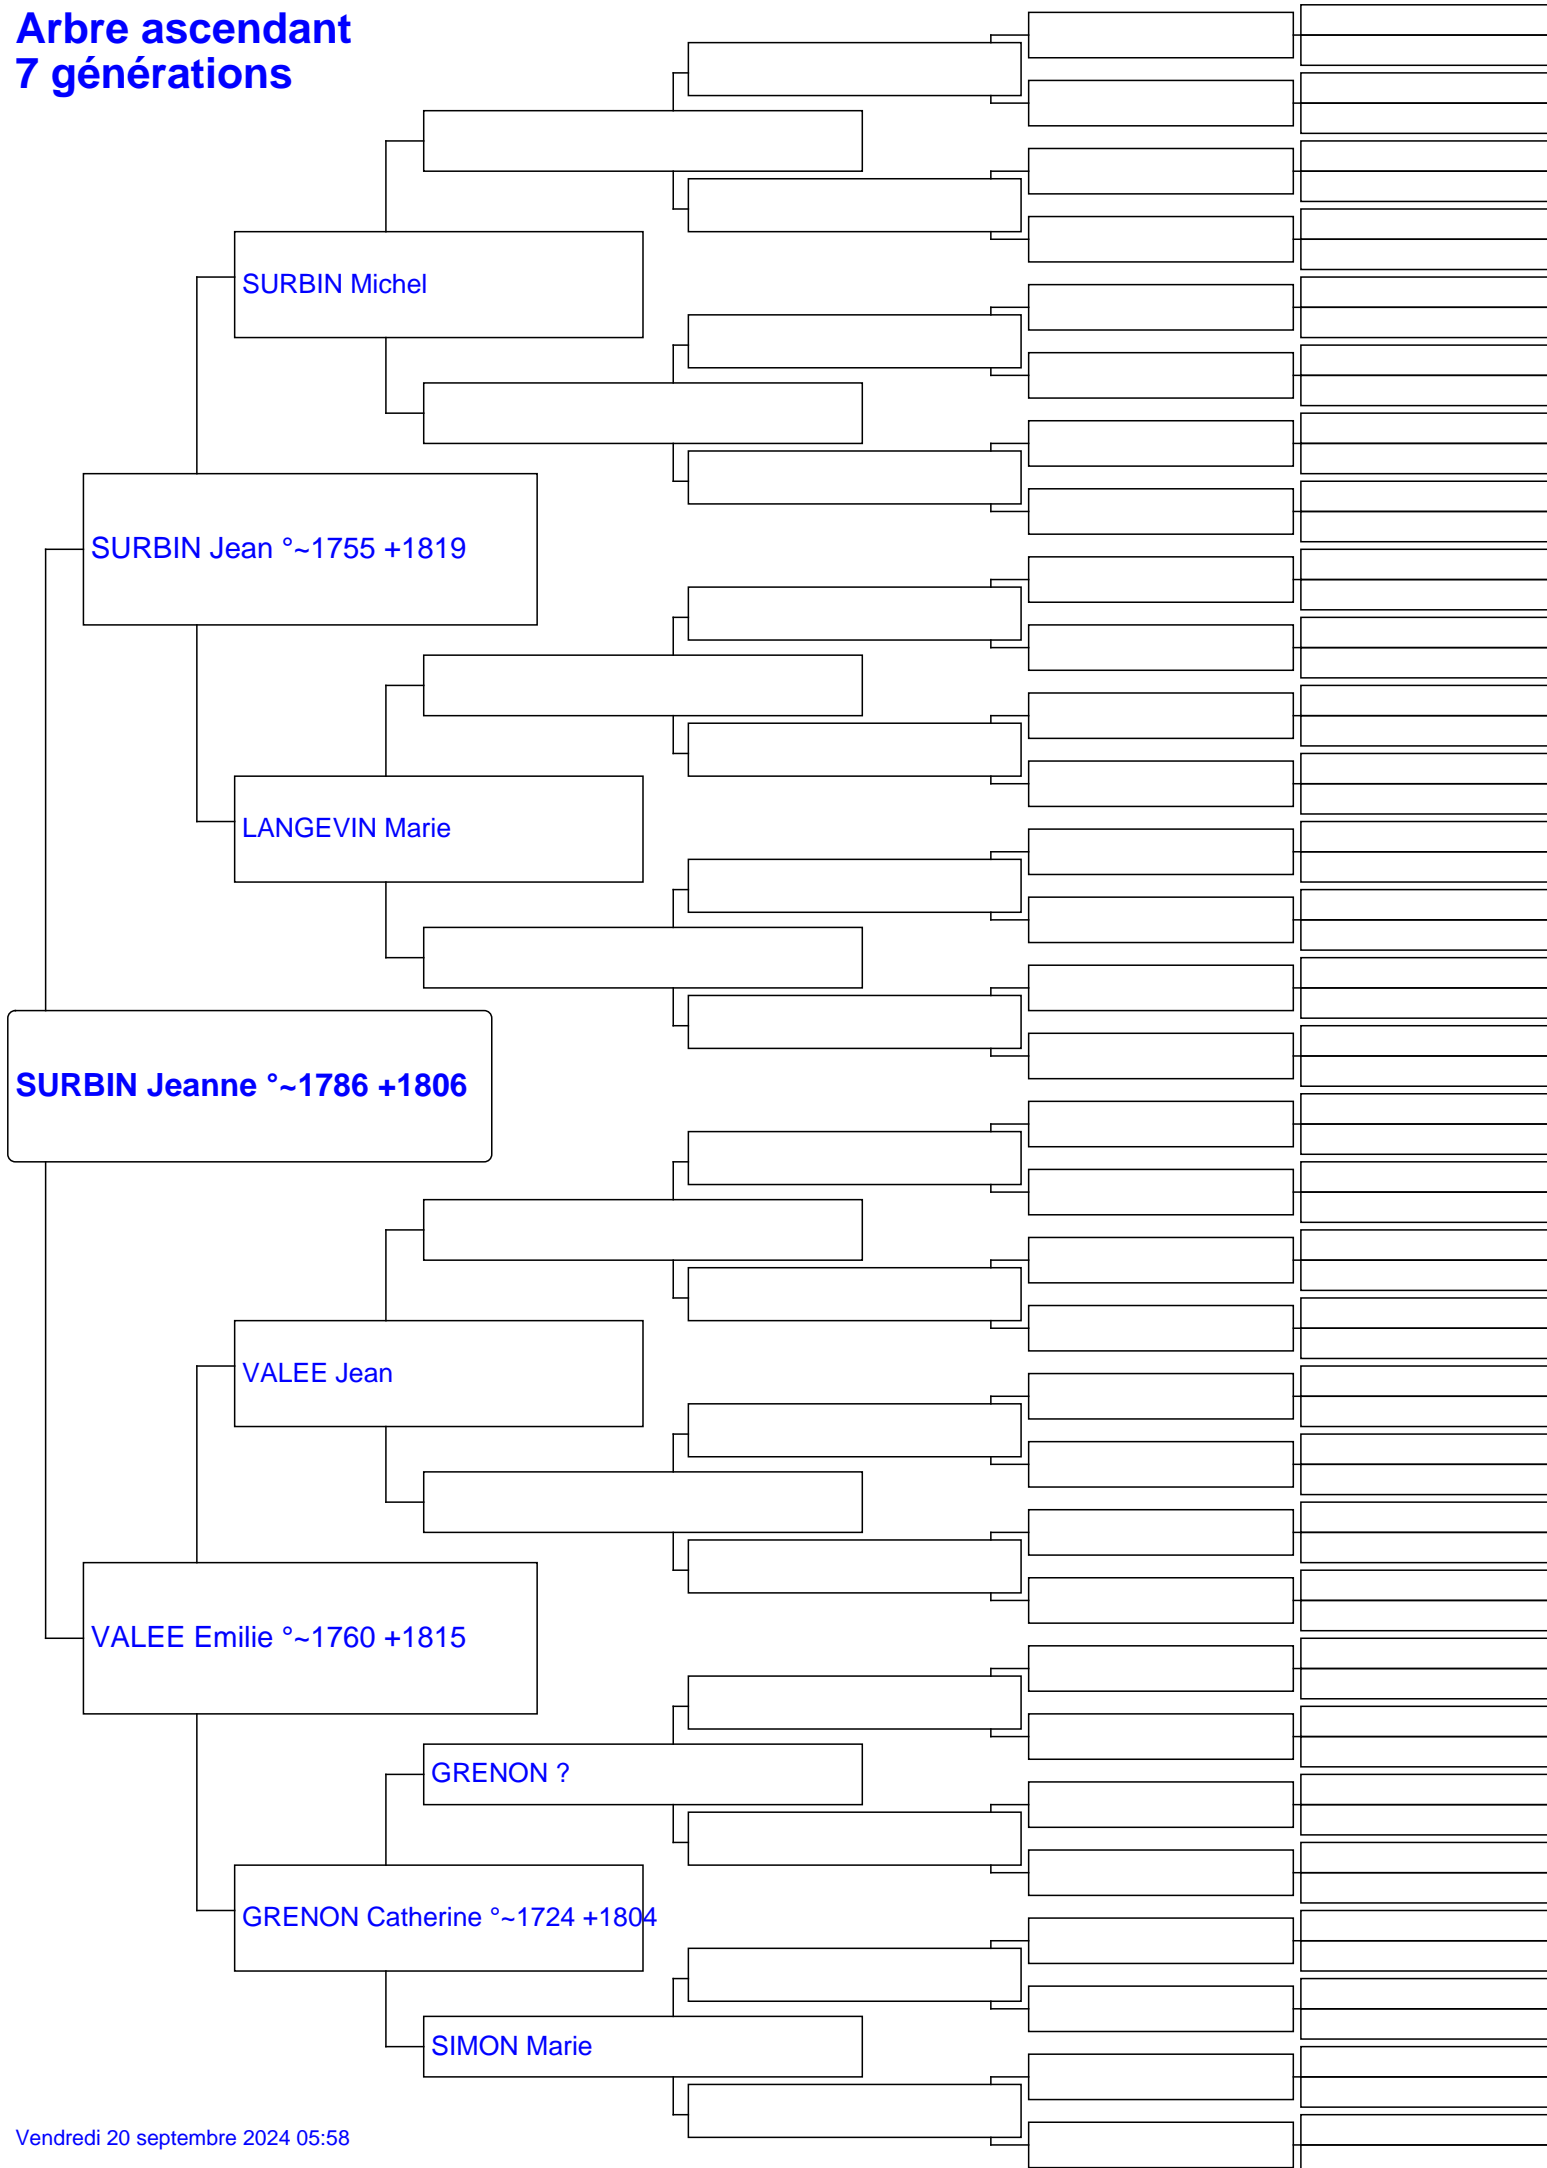 Arbre ascendant
7 générations
SURBIN Michel
SURBIN Jean °~1755 +1819
LANGEVIN Marie
SURBIN Jeanne °~1786 +1806
VALEE Jean
VALEE Emilie °~1760 +1815
GRENON ?
GRENON Catherine °~1724 +1804
SIMON Marie
Vendredi 20 septembre 2024 05:58